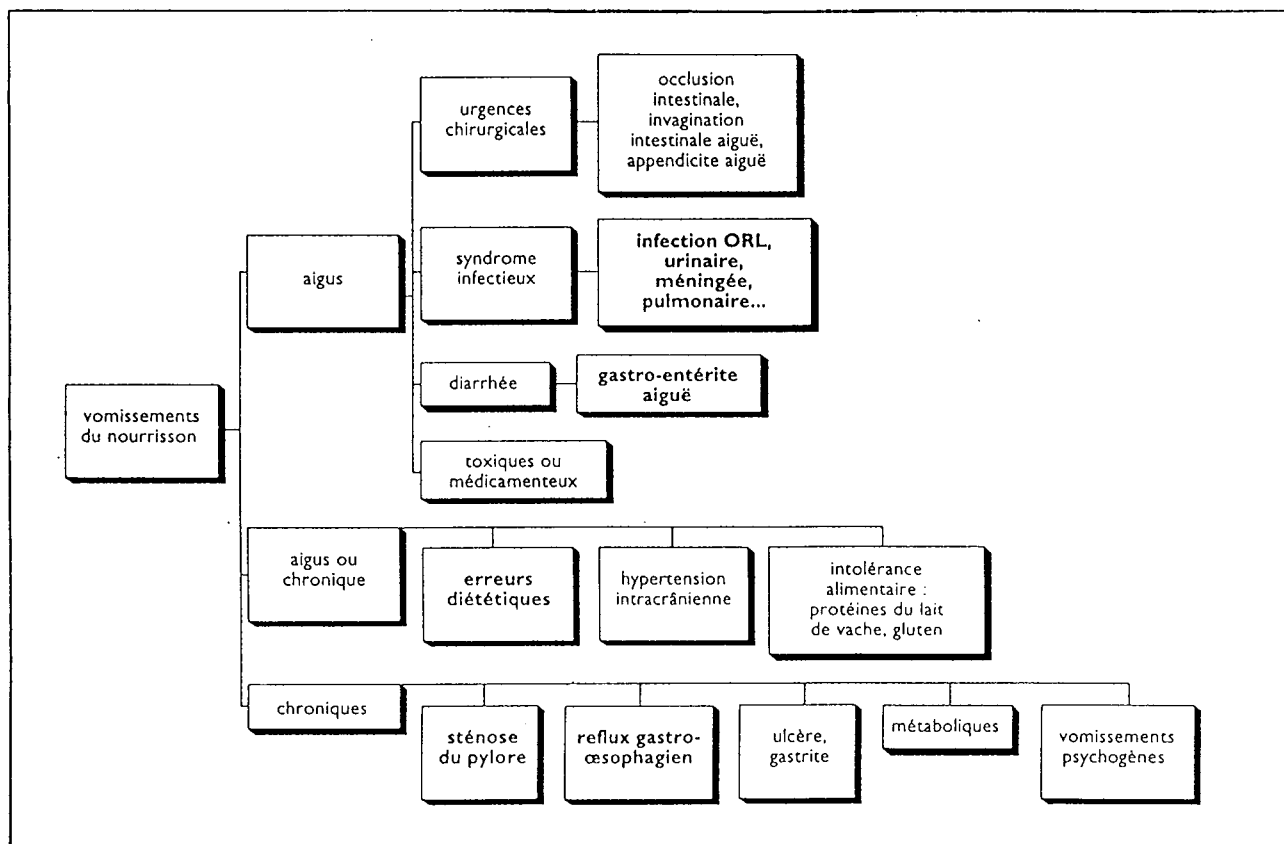 urgences
chirurgicales
occlusion
intestinale,
invagination
intestinale aiguë,
appendicite aiguë
aigus
syndrome
infectieux
infection ORL,
urinaire,
méningée,
pulmonaire...
diarrhée
gastro-entérite
aiguë
vomissements
du nourrisson
toxiques ou
médicamenteux
aigus ou
chronique
erreurs
diététiques
hypertension
intracrânienne
intolérance
alimentaire :
protéines du lait
de vache, gluten
chroniques
sténose
du pylore
reflux gastro-
œsophagien
ulcère,
gastrite
métaboliques
vomissements
psychogènes